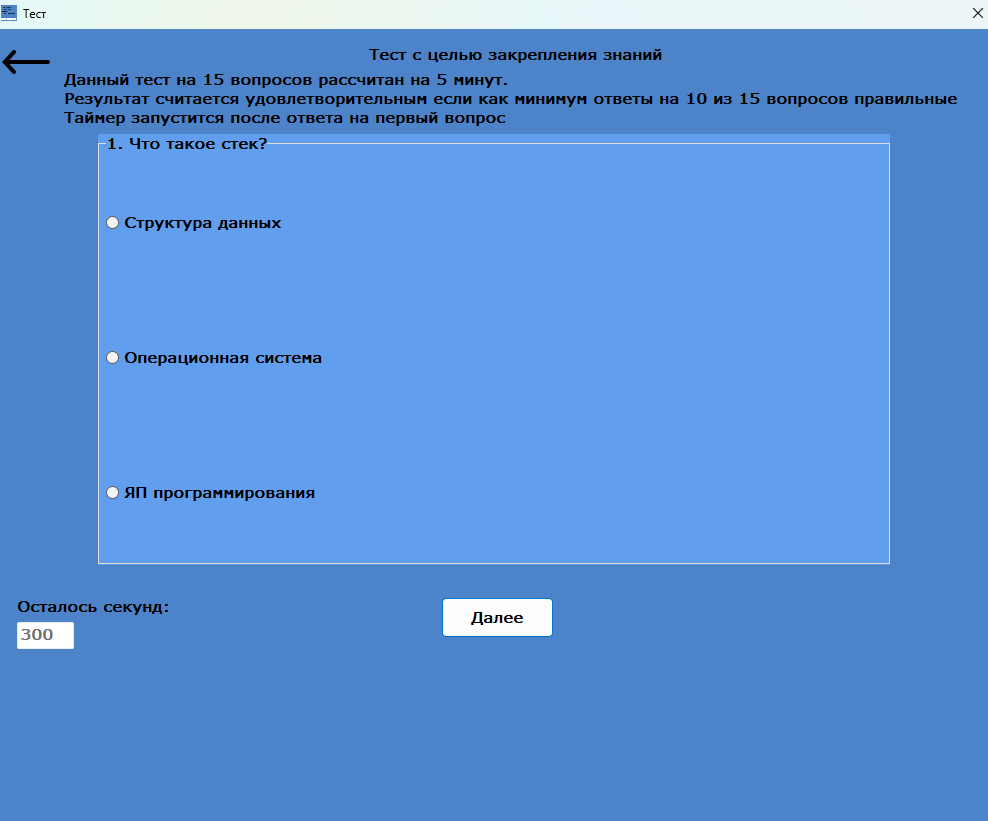 Тест
Тест с целью закрепления знаний
Данный тест на 15 вопросов рассчитан на 5 минут.
Результат считается удовлетворительным если как минимум ответы на 10 из 15 вопросов правильные
Таймер запустится после ответа на первый вопрос
1. Что такое стек?
Структура данных
Операционная система
ЯП программирования
Осталось секунд:
300
Далее